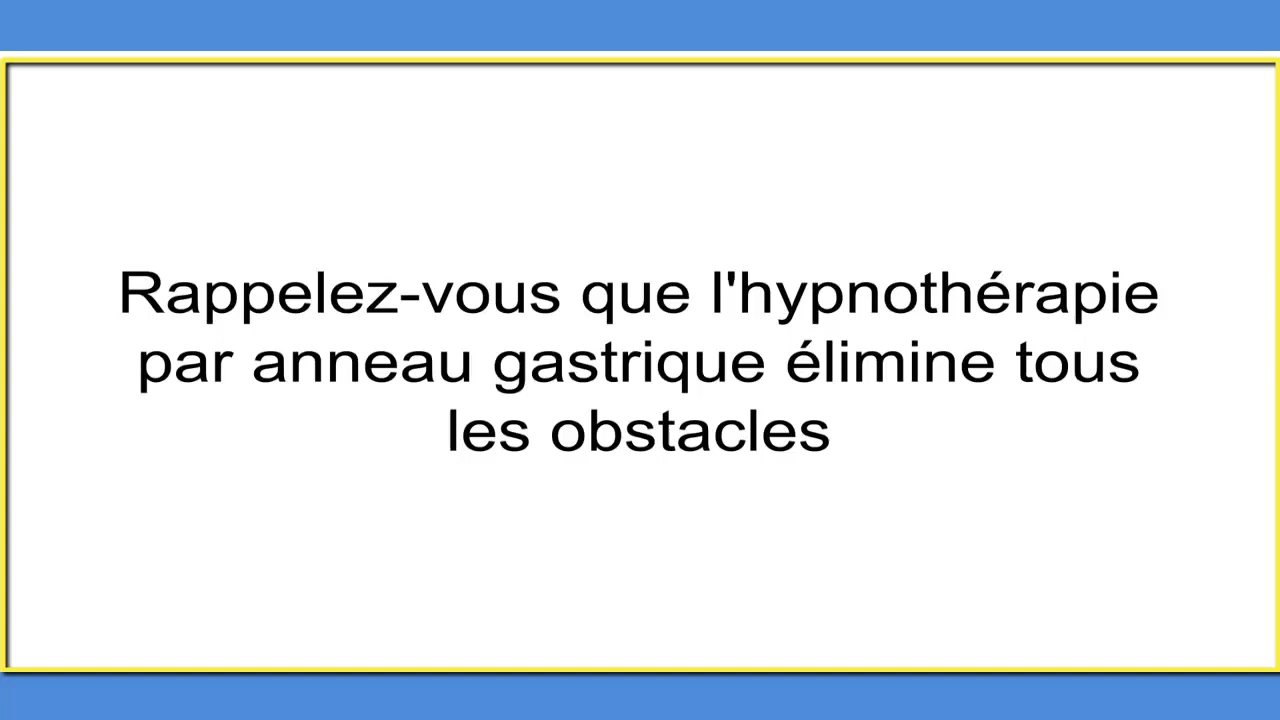 Rappelez-vous que l'hypnothérapie
par anneau gastrique élimine tous
les obstacles